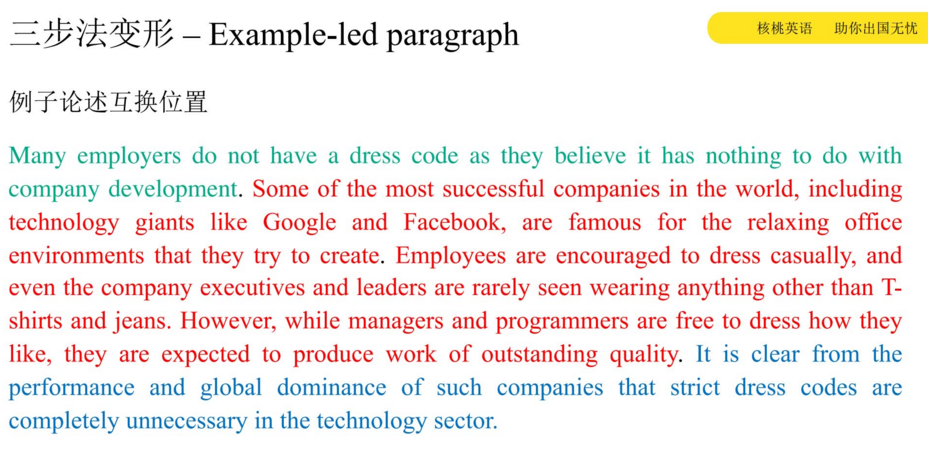 三步法变形 – Example-led paragraph
核桃英语 助你出国无忧
例子论述互换位置
Many employers do not have a dress code as they believe it has nothing to do with
company development. Some of the most successful companies in the world, including
technology giants like Google and Facebook, are famous for the relaxing office
environments that they try to create. Employees are encouraged to dress casually, and
even the company executives and leaders are rarely seen wearing anything other than T-
shirts and jeans. However, while managers and programmers are free to dress how they
like, they are expected to produce work of outstanding quality. It is clear from the
performance and global dominance of such companies that strict dress codes are
completely unnecessary in the technology sector.